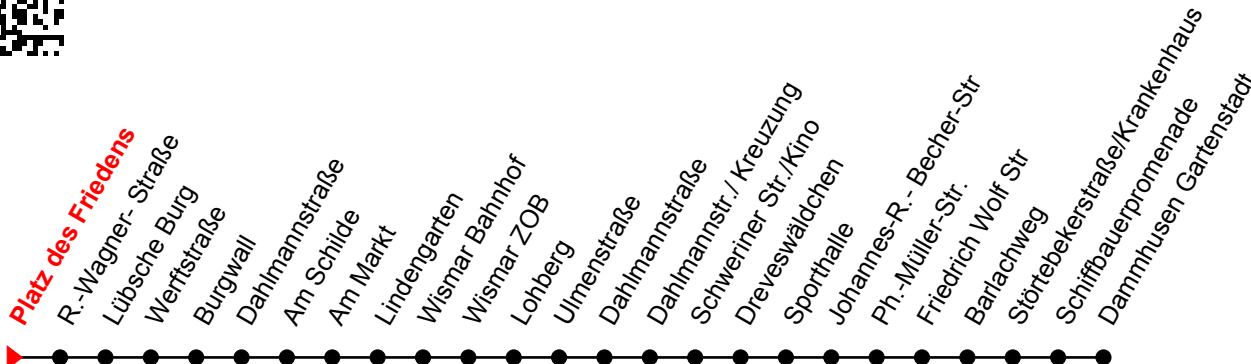 Platz des Friedens
R.-Wagner- Straße
Lübsche Burg
Werftstraße
Burgwall
Dahlmannstraße
Am Schilde
Am Markt
Lindengarten
Wismar Bahnhof
Wismar ZOB
Lohberg
Ulmenstraße
Dahlmannstraße
Dahlmannstr./ Kreuzung
Schweriner Str./Kino
Dreveswäldchen
Sporthalle
Johannes-R.- Becher-Str
Ph.-Müller-Str.
Friedrich Wolf Str
Barlachweg
Störtebekerstraße/Krankenhaus
Schiffbauerpromenade
Dammhusen Gartenstadt